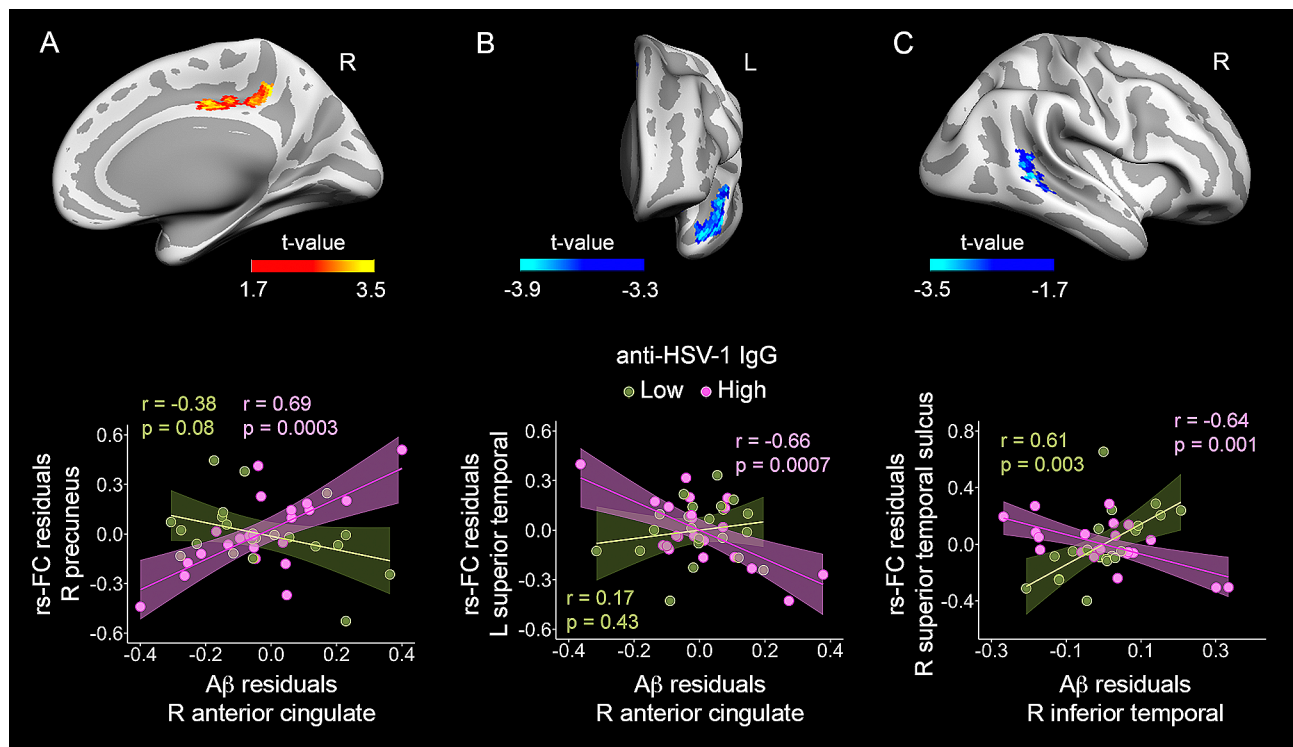 A
R
t-value
1.7 3.5
B
L
t-value
-3.9 -3.3
C
R
t-value
-3.5 -1.7
anti-HSV-1 IgG
Low High
r = -0.38
p = 0.08
r = 0.69
p = 0.0003
rs-FC residuals
R precuneus
0.6
0.3
0.0
-0.3
-0.6
-0.4 -0.2 0.0 0.2 0.4
Aβ residuals
R anterior cingulate
r = -0.66
p = 0.0007
r = 0.17
p = 0.43
rs-FC residuals
L superior temporal
0.6
0.3
0.0
-0.3
-0.6
-0.4 -0.2 0.0 0.2 0.4
Aβ residuals
R anterior cingulate
r = 0.61
p = 0.003
r = -0.64
p = 0.001
rs-FC residuals
R superior temporal sulcus
0.8
0.4
0.0
-0.4
-0.3 -0.1 0.1 0.3
Aβ residuals
R inferior temporal